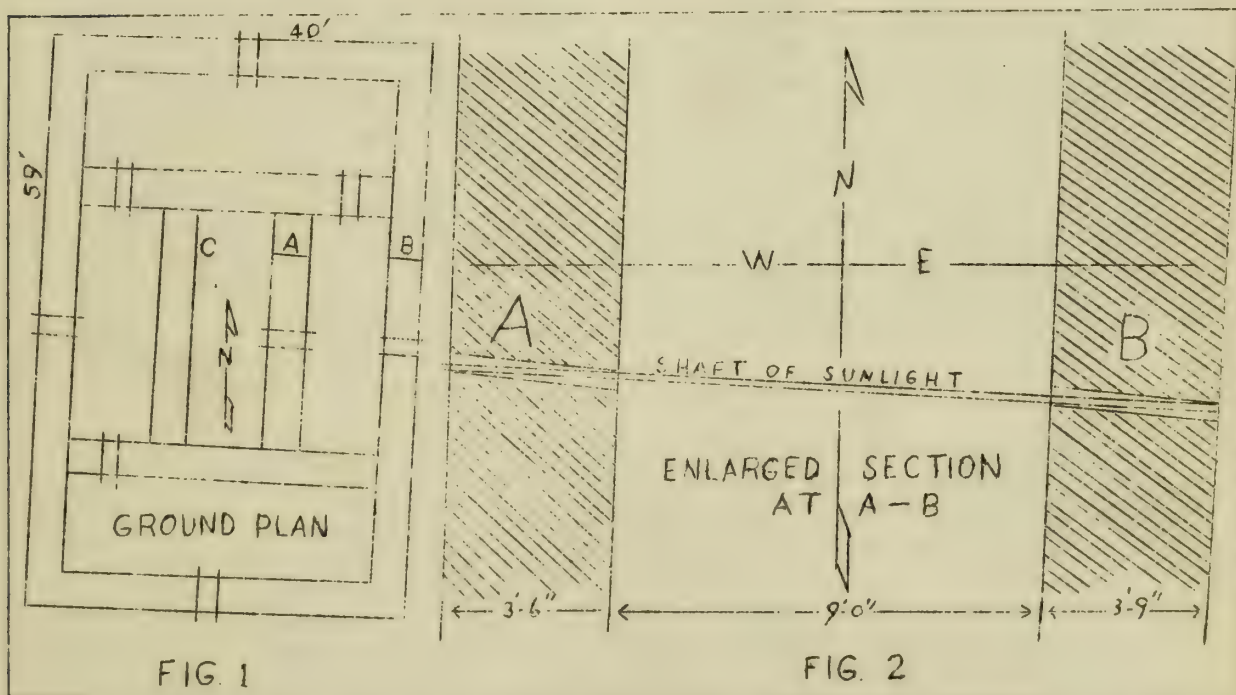 40'
59'
C
A
B
N
GROUND PLAN
FIG. 1
N
W
E
A
B
SHAFT OF SUNLIGHT
ENLARGED SECTION
AT A-B
3'-6"
9'-0"
3'-9"
FIG. 2